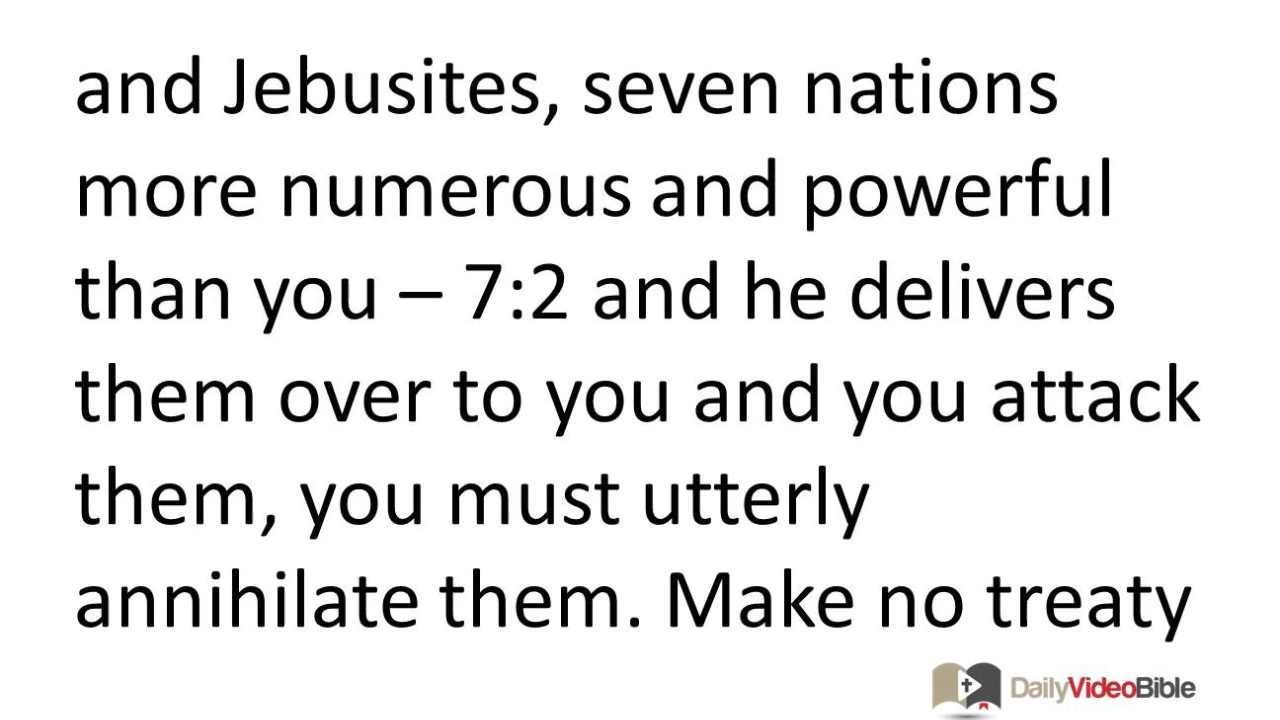 and Jebusites, seven nations
more numerous and powerful
than you – 7:2 and he delivers
them over to you and you attack
them, you must utterly
annihilate them. Make no treaty
DailyVideoBible